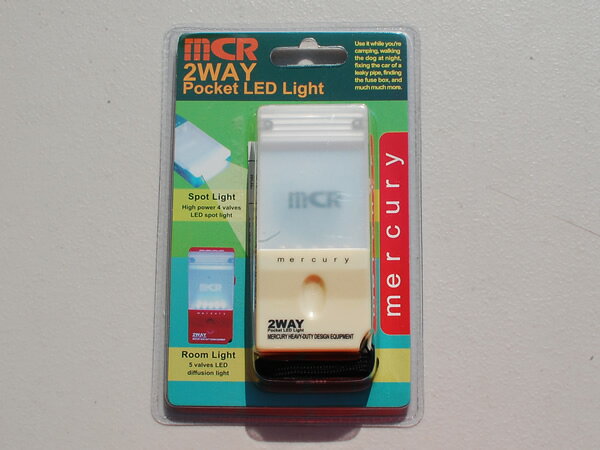 MCR
2WAY
Pocket LED Light
Use it while you're
camping, walking
the dog at night,
fixing the car of a
leaky pipe, finding
the fuse box, and
much much more.
Spot Light
High power 4 valves
LED spot light
MCR
mercury
2WAY
Room Light
5 valves LED
diffusion light
MCR
mercury
2WAY
Pocket LED Light
MERCURY HEAVY-DUTY DESIGN EQUIPMENT
mercury